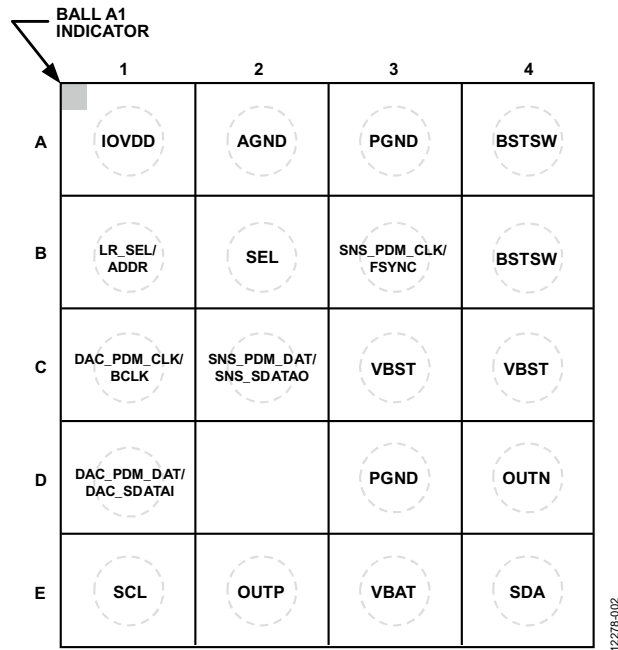 BALL A1
INDICATOR
1 2 3 4
A IOVDD AGND PGND BSTSW
B LR_SEL/
ADDR SEL SNS_PDM_CLK/
FSYNC BSTSW
C DAC_PDM_CLK/
BCLK SNS_PDM_DAT/
SNS_SDATAO VBST VBST
D DAC_PDM_DAT/
DAC_SDATAI PGND OUTN
E SCL OUTP VBAT SDA
12278-002